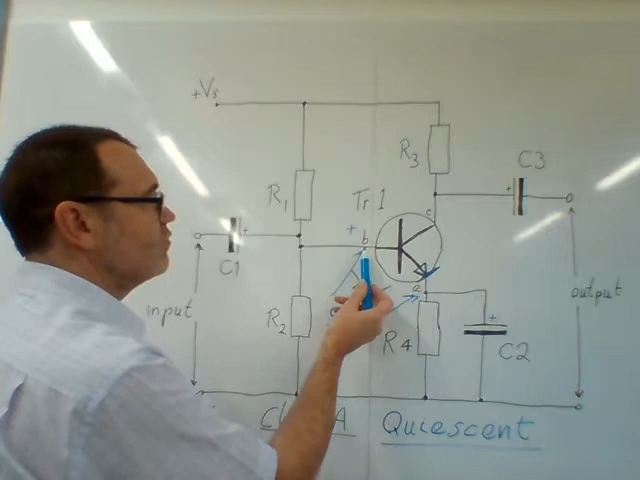 +Vs
R3
C3
R1
Tr 1
c
+
b
C1
e
input
output
R2
R4
+
C2
A
Quiescent